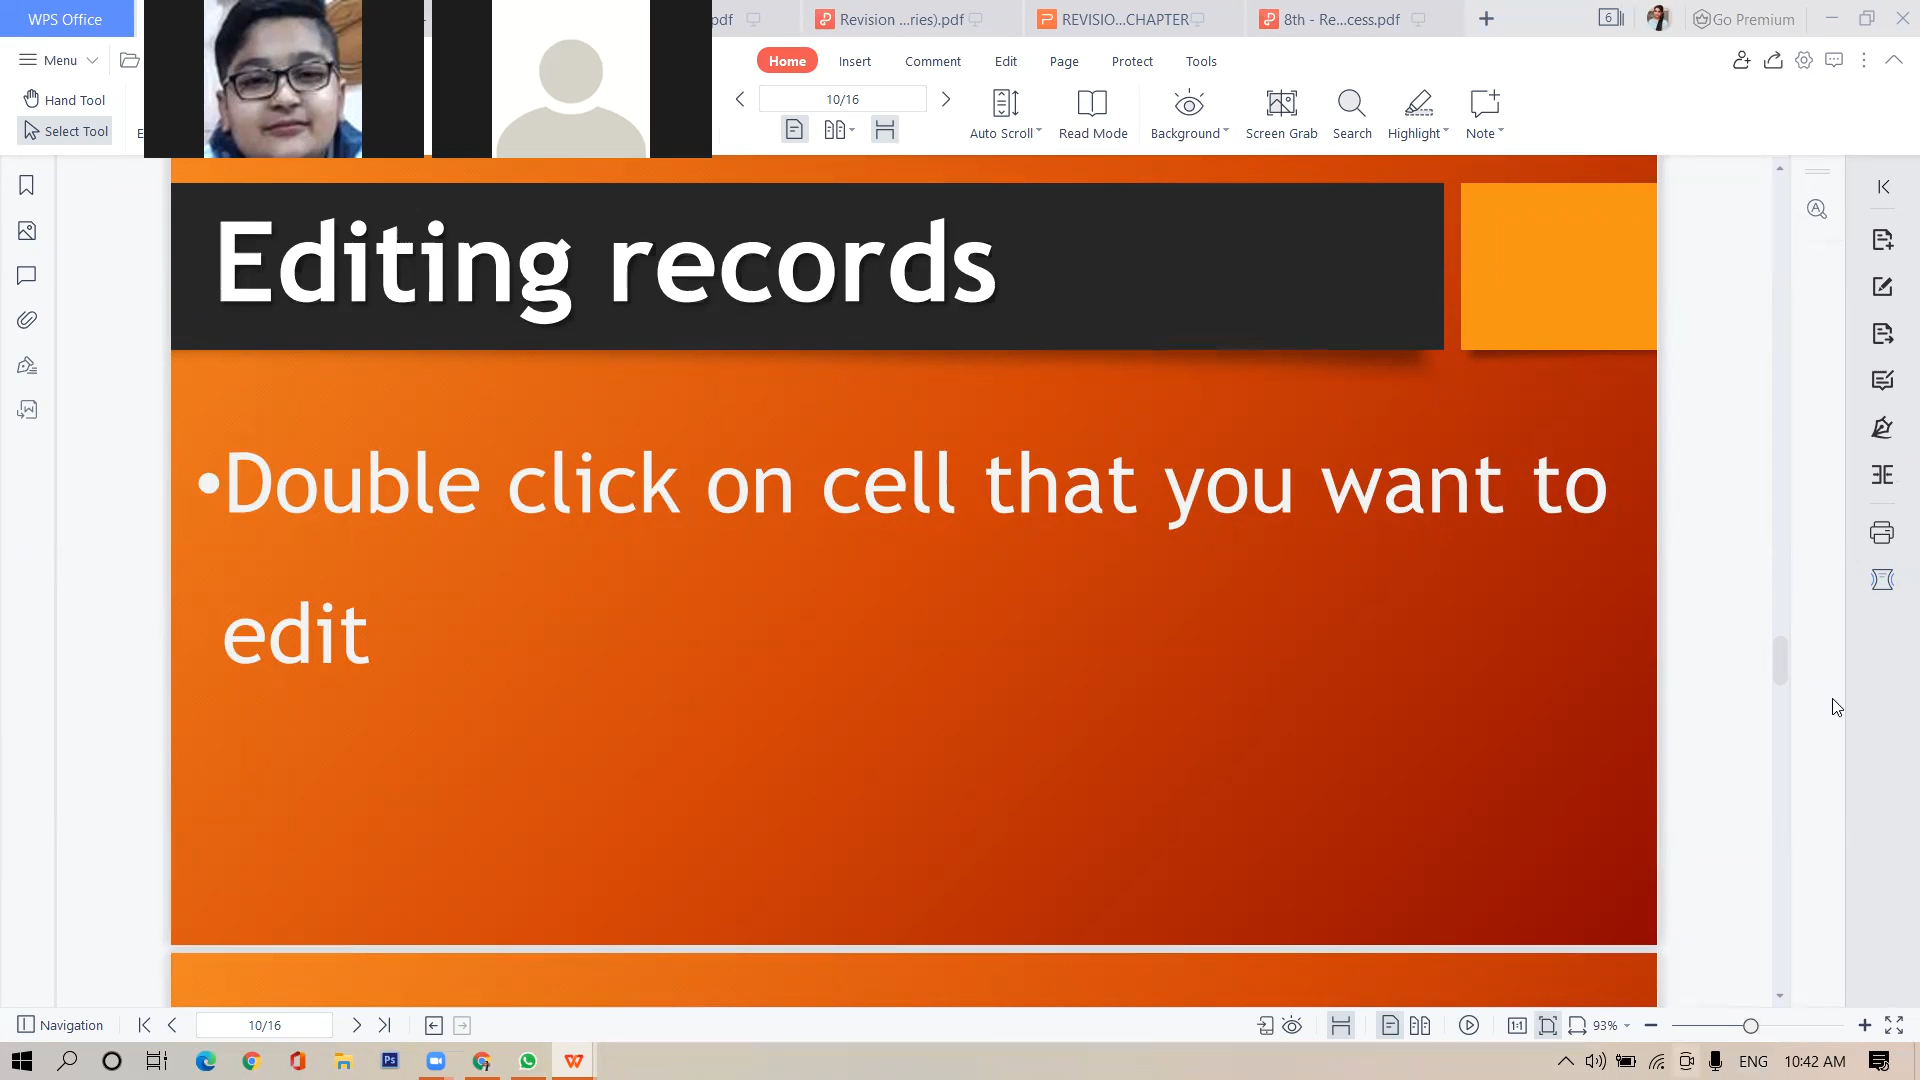 WPS Office
pdf
Revision ...ries).pdf
REVISIO...CHAPTER
8th - Re...cess.pdf
6
Go Premium
Menu
Home
Insert
Comment
Edit
Page
Protect
Tools
Hand Tool
10/16
Select Tool
E
Auto Scroll
Read Mode
Background
Screen Grab
Search
Highlight
Note
Editing records
•Double click on cell that you want to
edit
Navigation
10/16
1:1
93%
ENG
10:42 AM